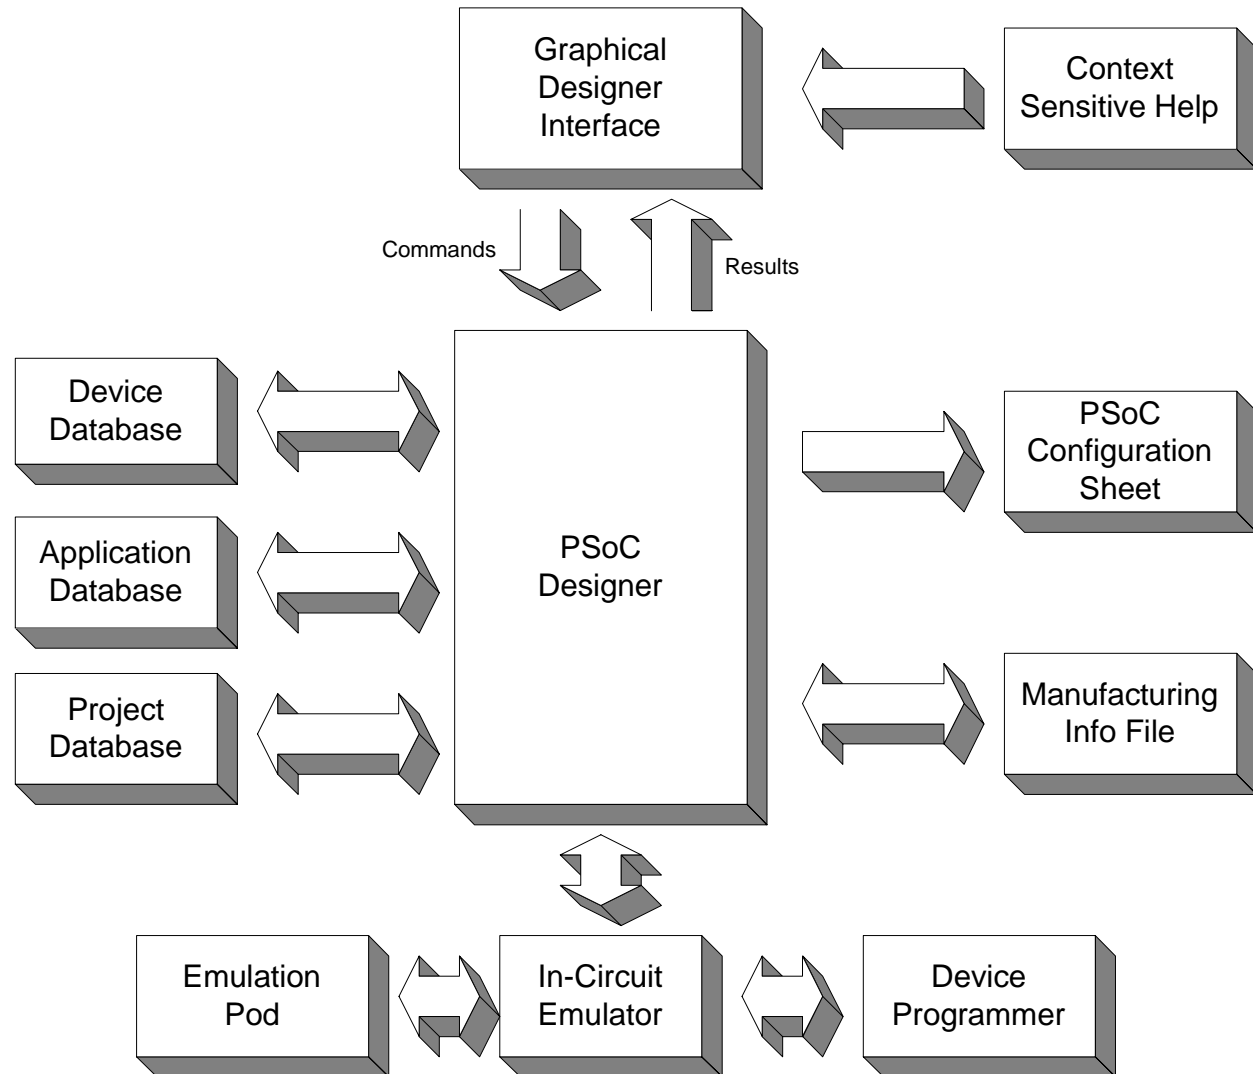 Graphical
Designer
Interface
Context
Sensitive Help
Commands
Results
Device
Database
PSoC
Configuration
Sheet
Application
Database
PSoC
Designer
Project
Database
Manufacturing
Info File
Emulation
Pod
In-Circuit
Emulator
Device
Programmer